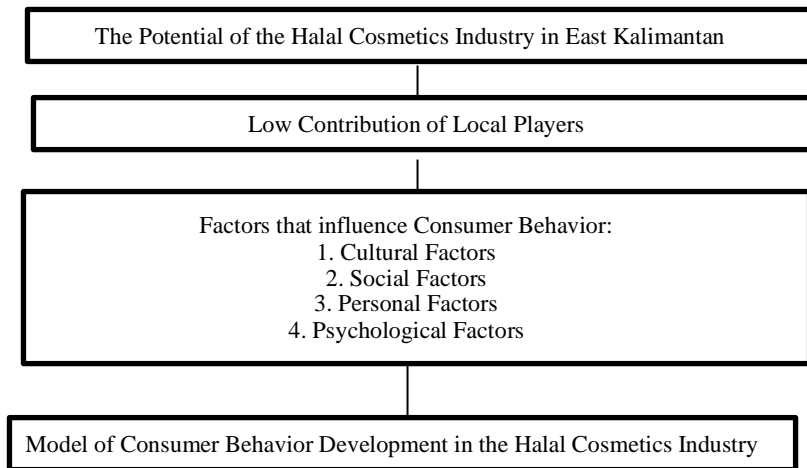 The Potential of the Halal Cosmetics Industry in East Kalimantan
Low Contribution of Local Players
Factors that influence Consumer Behavior:
1. Cultural Factors
2. Social Factors
3. Personal Factors
4. Psychological Factors
Model of Consumer Behavior Development in the Halal Cosmetics Industry